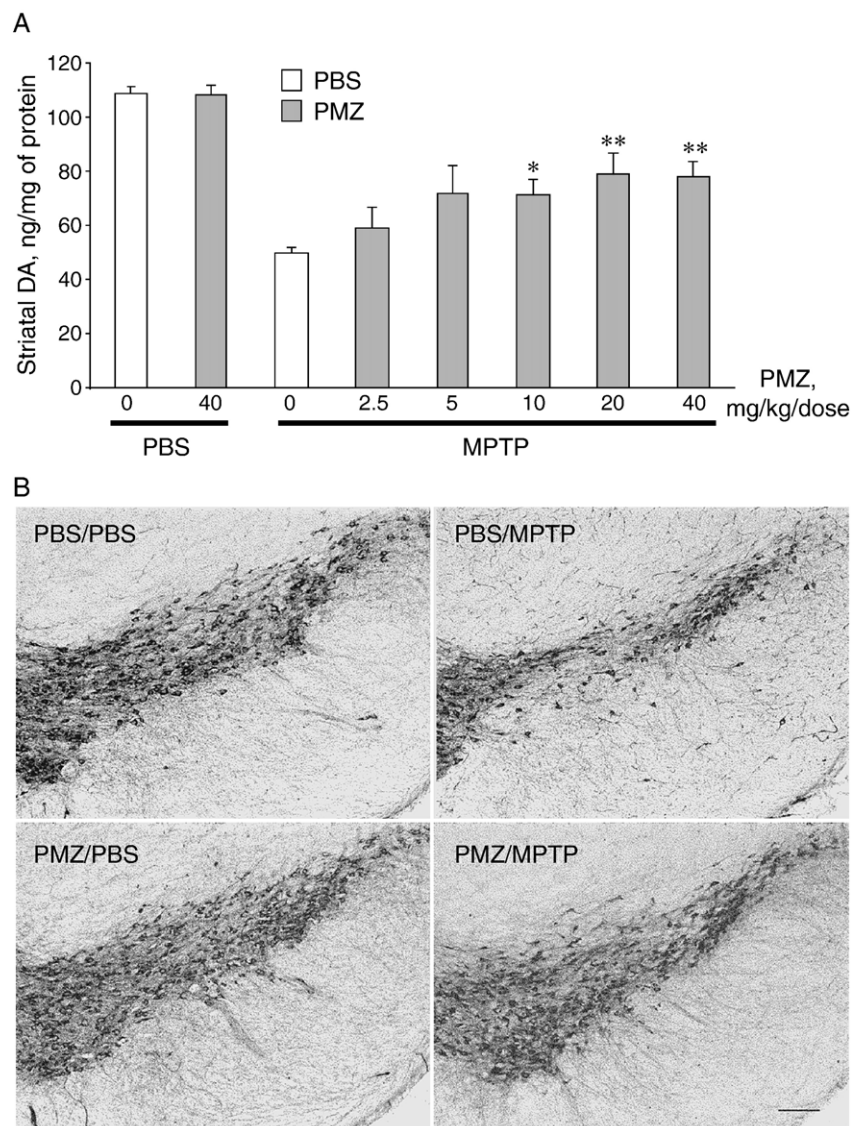 A
120
100
80
60
40
20
0
Striatal DA, ng/mg of protein
PBS
PMZ
*
**
**
0 40 0 2.5 5 10 20 40
PMZ,
mg/kg/dose
PBS MPTP
B
PBS/PBS PBS/MPTP
PMZ/PBS PMZ/MPTP